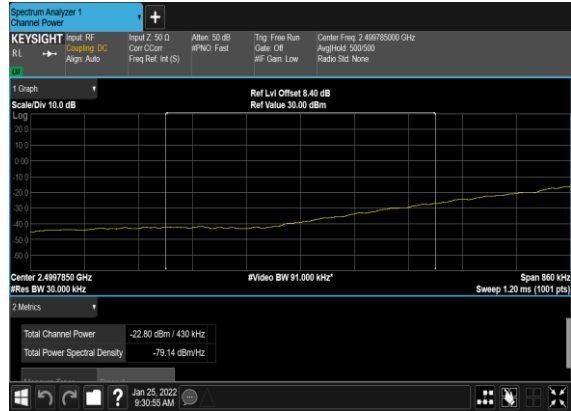 Spectrum Analyzer 1
Channel Power
KEYSIGHT Input: RF Input Z: 50 Ω Atten: 50 dB Trig: Free Run Center Freq: 2.499785000 GHz
RL Coupling: DC Corr CCorr #PNO: Fast Gate: Off Avg|Hold: 500/500
Align: Auto Freq Ref: Int (S) #IF Gain: Low Radio Std: None
1 Graph
Ref Lvl Offset 8.40 dB
Scale/Div 10.0 dB Ref Value 30.00 dBm
Log
20.0
10.0
0.00
-10.0
-20.0
-30.0
-40.0
-50.0
-60.0
Center 2.4997850 GHz #Video BW 91.000 kHz* Span 860 kHz
#Res BW 30.000 kHz Sweep 1.20 ms (1001 pts)
2 Metrics
Total Channel Power -22.80 dBm / 430 kHz
Total Power Spectral Density -79.14 dBm/Hz
Jan 25, 2022
9:30:55 AM